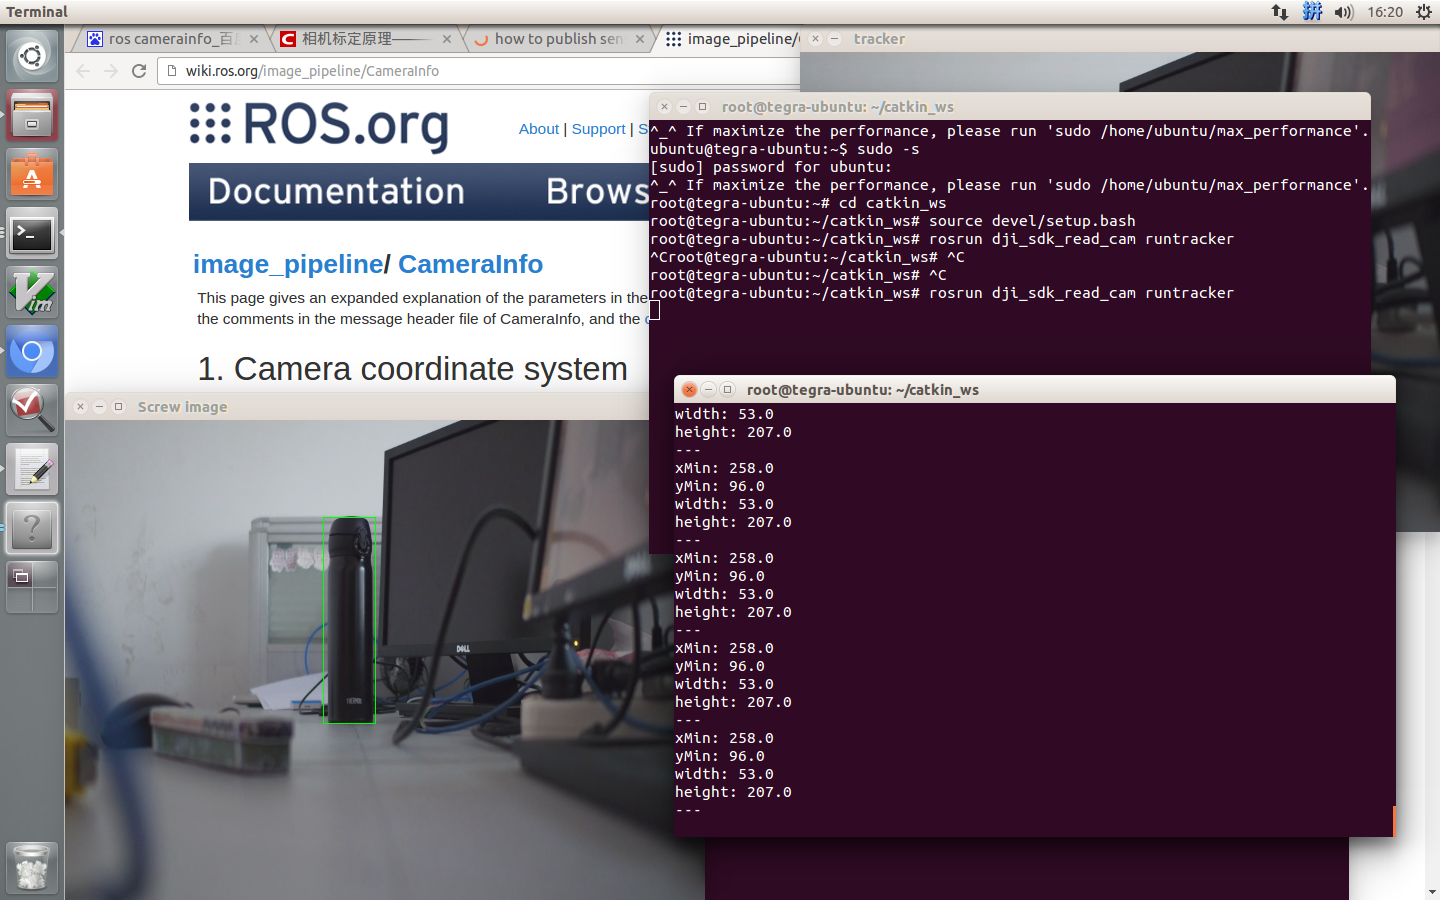 Terminal
拼
16:20
ros camerainfo_百
相机标定原理——
how to publish sen
image_pipeline/
tracker
wiki.ros.org/image_pipeline/CameraInfo
ROS.org
About | Support | S
Documentation
Brows
image_pipeline/ CameraInfo
This page gives an expanded explanation of the parameters in the
the comments in the message header file of CameraInfo, and the
1. Camera coordinate system
root@tegra-ubuntu: ~/catkin_ws
^_^ If maximize the performance, please run 'sudo /home/ubuntu/max_performance'.
ubuntu@tegra-ubuntu:~$ sudo -s
[sudo] password for ubuntu:
^_^ If maximize the performance, please run 'sudo /home/ubuntu/max_performance'.
root@tegra-ubuntu:~# cd catkin_ws
root@tegra-ubuntu:~/catkin_ws# source devel/setup.bash
root@tegra-ubuntu:~/catkin_ws# rosrun dji_sdk_read_cam runtracker
^Croot@tegra-ubuntu:~/catkin_ws# ^C
root@tegra-ubuntu:~/catkin_ws# ^C
root@tegra-ubuntu:~/catkin_ws# rosrun dji_sdk_read_cam runtracker
Screw image
DELL
THERMOS
root@tegra-ubuntu: ~/catkin_ws
width: 53.0
height: 207.0
---
xMin: 258.0
yMin: 96.0
width: 53.0
height: 207.0
---
xMin: 258.0
yMin: 96.0
width: 53.0
height: 207.0
---
xMin: 258.0
yMin: 96.0
width: 53.0
height: 207.0
---
xMin: 258.0
yMin: 96.0
width: 53.0
height: 207.0
---